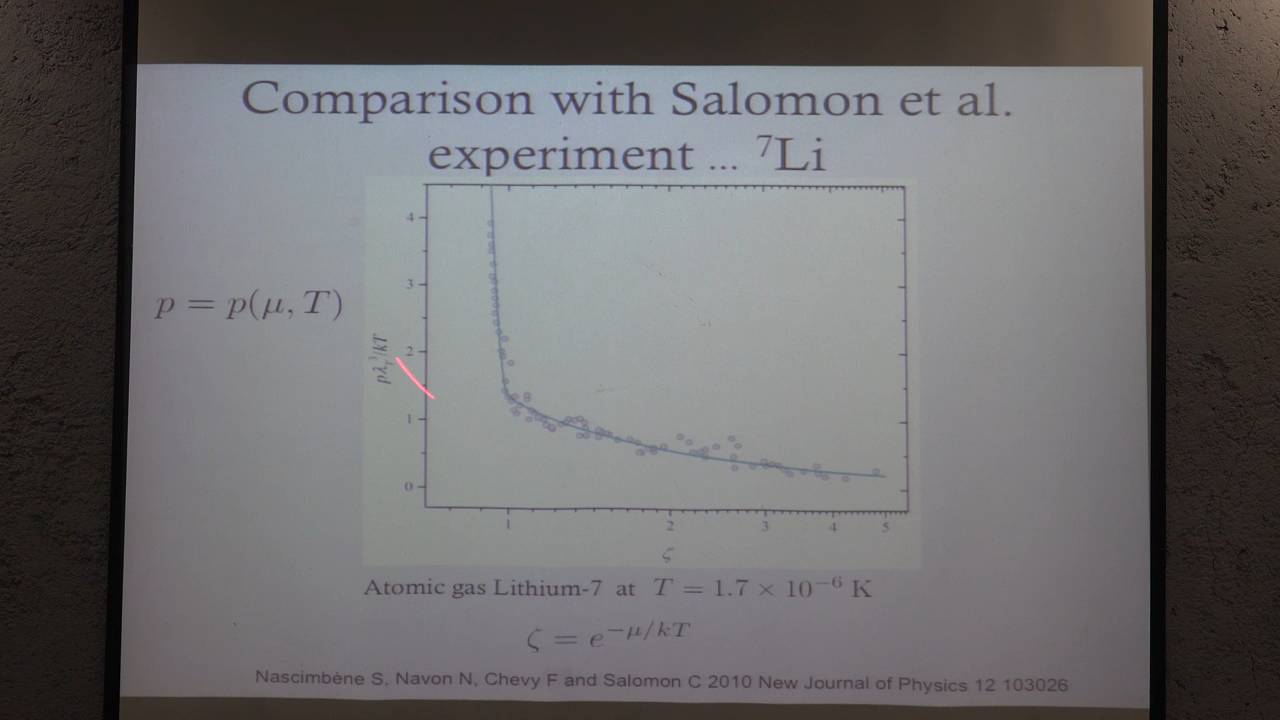 Comparison with Salomon et al.
experiment ... ⁷Li
p = p(μ, T)
pλ_T³/kT
4
3
2
1
0
1 2 3 4 5
ζ
Atomic gas Lithium-7 at T = 1.7 × 10⁻⁶ K
ζ = e^{−μ/kT}
Nascimbène S, Navon N, Chevy F and Salomon C 2010 New Journal of Physics 12 103026